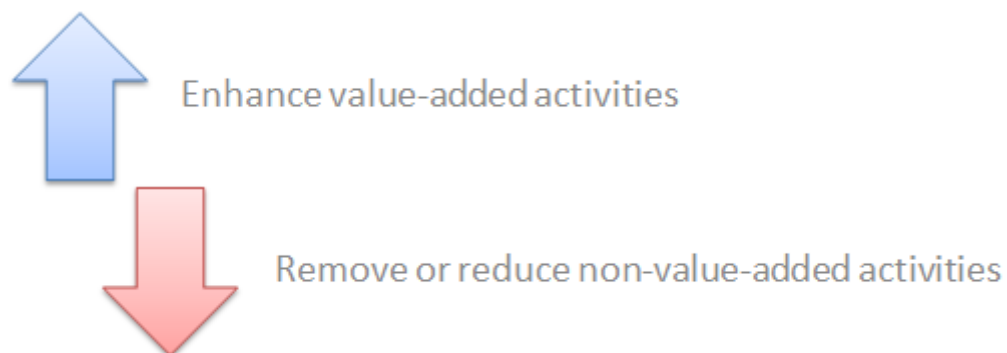 Enhance value-added activities
Remove or reduce non-value-added activities